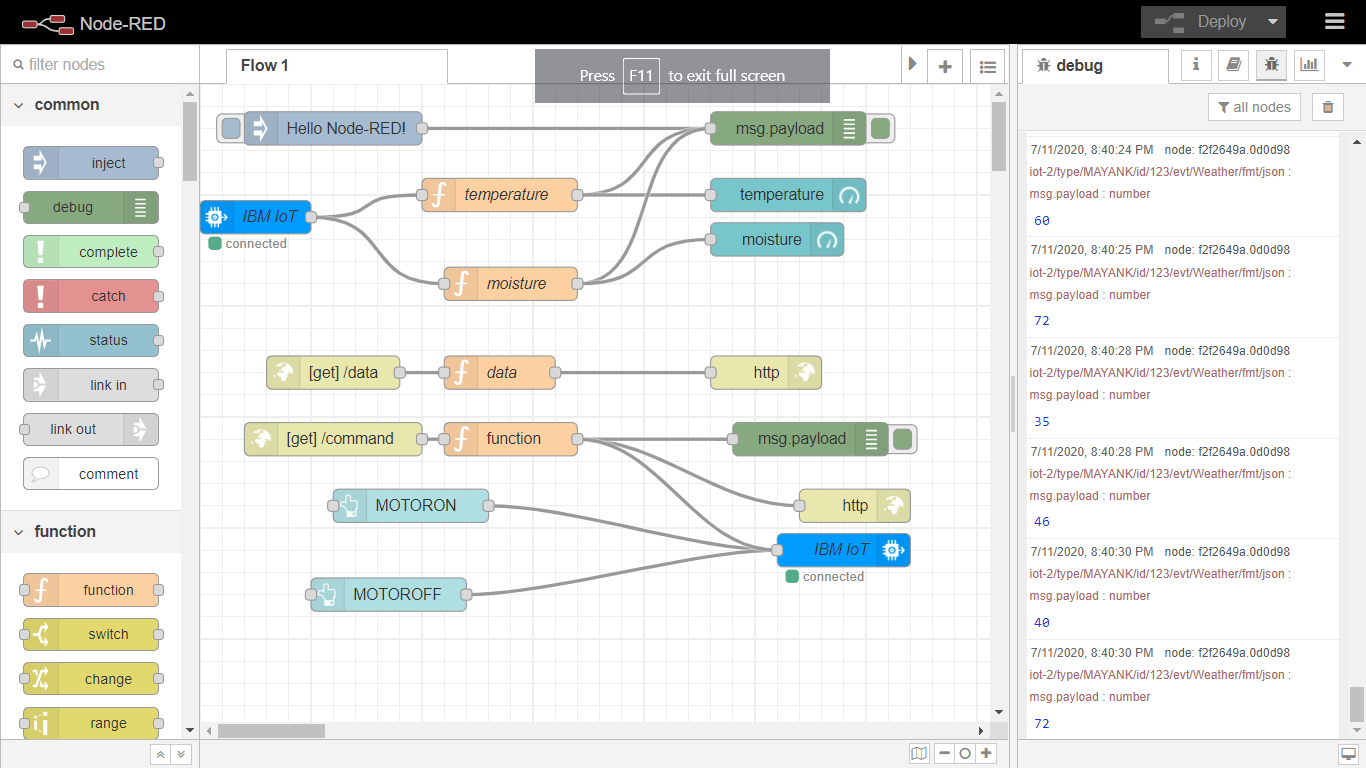 Node-RED
Deploy
filter nodes
common
inject
debug
complete
catch
status
link in
link out
comment
function
function
switch
change
range
Flow 1
Press F11 to exit full screen
Hello Node-RED!
msg.payload
temperature
temperature
IBM IoT
connected
moisture
moisture
[get] /data
data
http
[get] /command
function
msg.payload
MOTORON
http
IBM IoT
connected
MOTOROFF
debug
i
all nodes
7/11/2020, 8:40:24 PM node: f2f2649a.0d0d98
iot-2/type/MAYANK/id/123/evt/Weather/fmt/json :
msg.payload : number
60
7/11/2020, 8:40:25 PM node: f2f2649a.0d0d98
iot-2/type/MAYANK/id/123/evt/Weather/fmt/json :
msg.payload : number
72
7/11/2020, 8:40:28 PM node: f2f2649a.0d0d98
iot-2/type/MAYANK/id/123/evt/Weather/fmt/json :
msg.payload : number
35
7/11/2020, 8:40:28 PM node: f2f2649a.0d0d98
iot-2/type/MAYANK/id/123/evt/Weather/fmt/json :
msg.payload : number
46
7/11/2020, 8:40:30 PM node: f2f2649a.0d0d98
iot-2/type/MAYANK/id/123/evt/Weather/fmt/json :
msg.payload : number
40
7/11/2020, 8:40:30 PM node: f2f2649a.0d0d98
iot-2/type/MAYANK/id/123/evt/Weather/fmt/json :
msg.payload : number
72